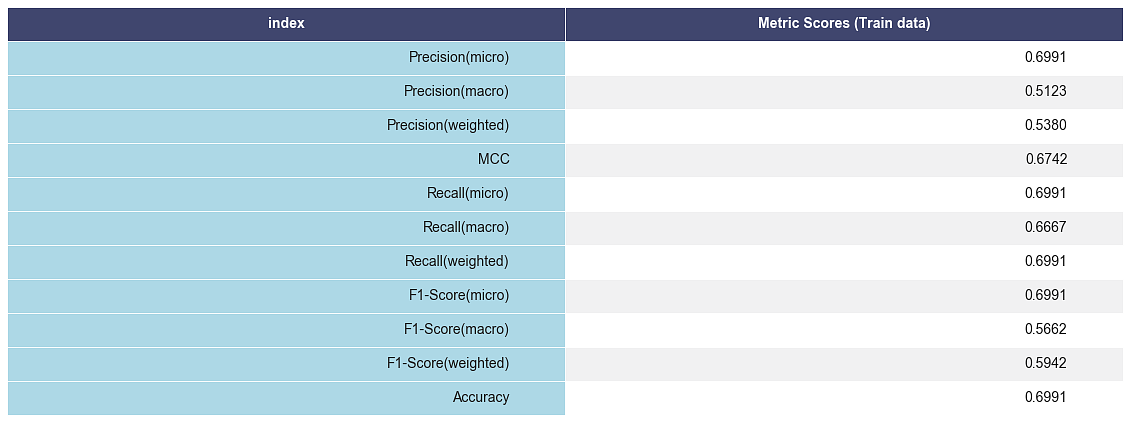 index Metric Scores (Train data)
Precision(micro) 0.6991
Precision(macro) 0.5123
Precision(weighted) 0.5380
MCC 0.6742
Recall(micro) 0.6991
Recall(macro) 0.6667
Recall(weighted) 0.6991
F1-Score(micro) 0.6991
F1-Score(macro) 0.5662
F1-Score(weighted) 0.5942
Accuracy 0.6991